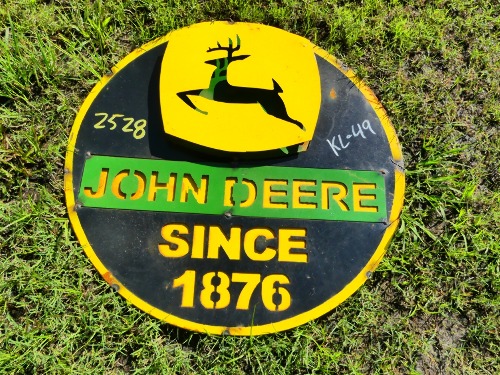 2528
KL-49
JOHN DEERE
SINCE
1876